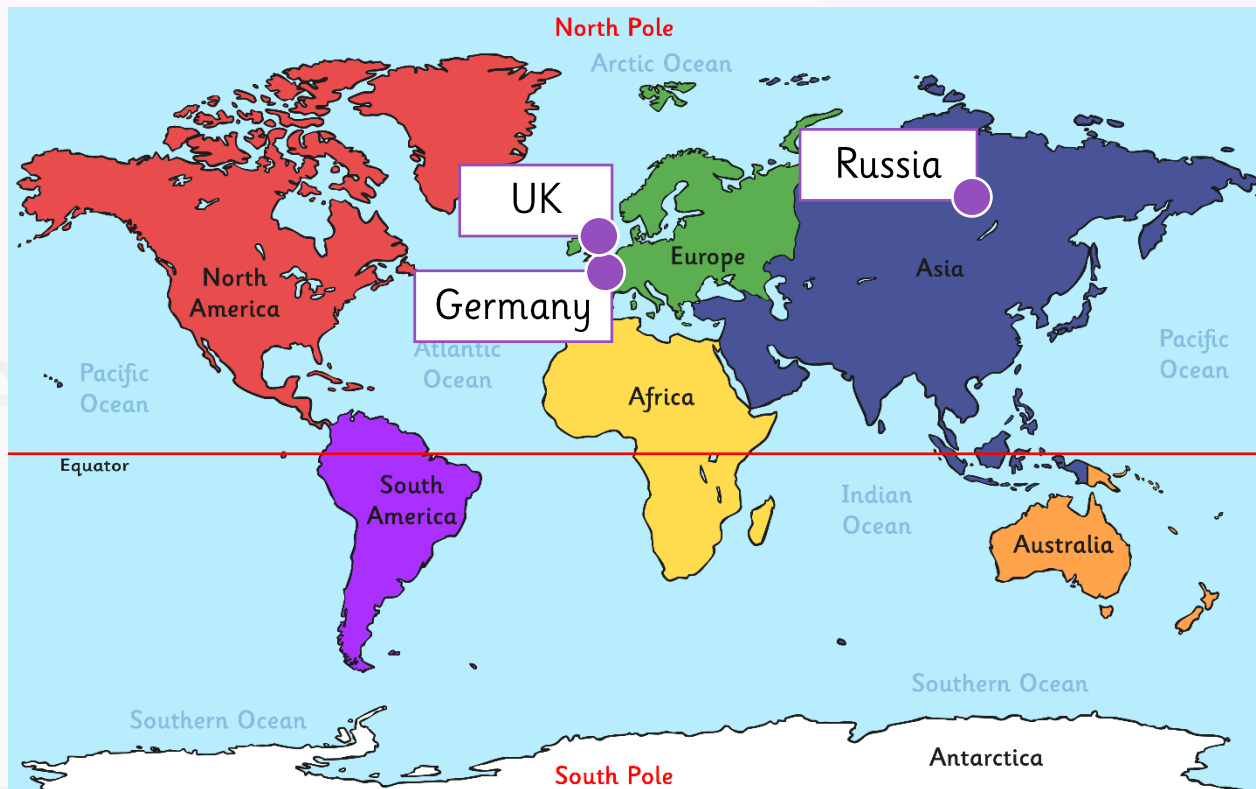 North Pole
Arctic Ocean
Russia
UK
Europe
Asia
North
America
Germany
Atlantic
Ocean
Pacific
Ocean
Pacific
Ocean
Africa
Equator
South
America
Indian
Ocean
Australia
Southern Ocean
Southern Ocean
Antarctica
South Pole